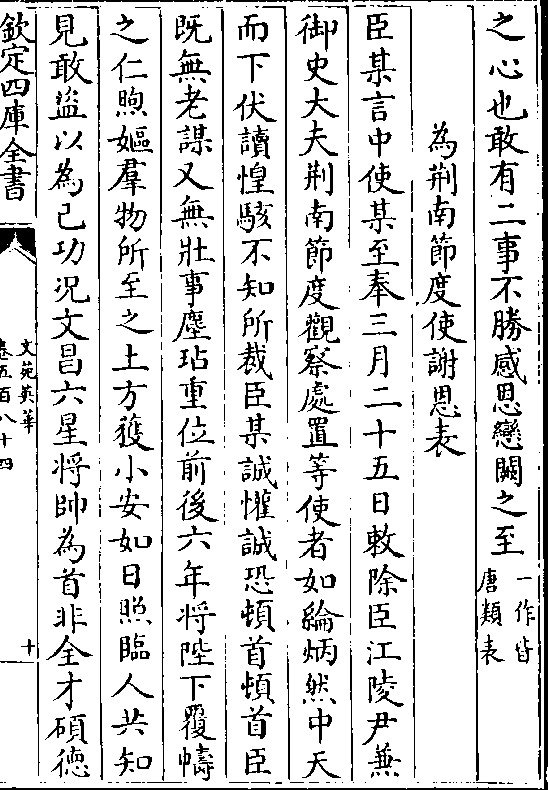 之心也敢有二事不勝感恩戀闕之至一作皆
唐類表
為荆南節度使謝恩表
臣某言中使某至奉三月二十五日敕除臣江陵尹兼
御史大夫荆南節度觀察處置等使者如綸炳然中天
而下伏讀惶駭不知所裁臣某誠懽誠恐頓首頓首臣
既無老謀又無壯事塵玷重位前後六年將陛下覆幬
之仁煦嫗羣物所至之土方獲小安如日照臨人共知
見敢盜以為己功况文昌六星將帥為首非全才碩德
欽定四庫全書
文苑英華
卷五百八十四
十